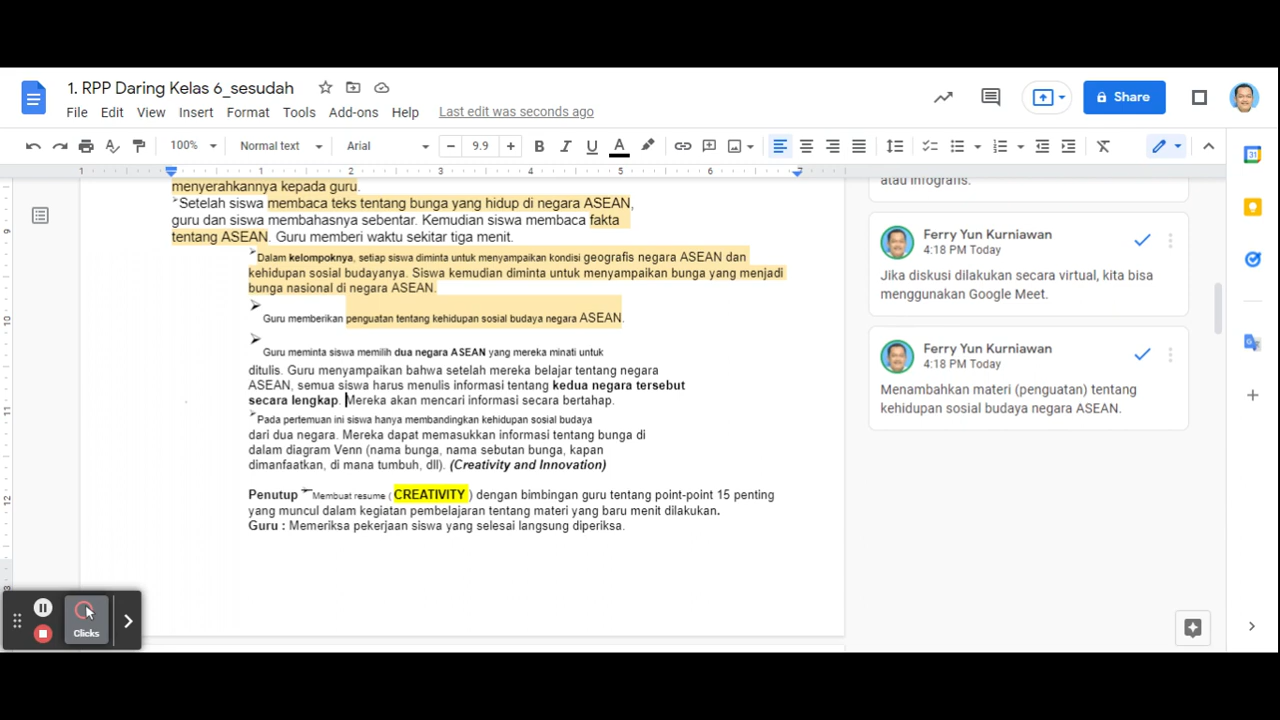 1. RPP Daring Kelas 6_sesudah
File Edit View Insert Format Tools Add-ons Help Last edit was seconds ago
Share
100% Normal text Arial 9.9
1 1 2 3 4 5 6
menyerahkannya kepada guru.
Setelah siswa membaca teks tentang bunga yang hidup di negara ASEAN,
guru dan siswa membahasnya sebentar. Kemudian siswa membaca fakta
tentang ASEAN. Guru memberi waktu sekitar tiga menit.
Dalam kelompoknya, setiap siswa diminta untuk menyampaikan kondisi geografis negara ASEAN dan
kehidupan sosial budayanya. Siswa kemudian diminta untuk menyampaikan bunga yang menjadi
bunga nasional di negara ASEAN.
Guru memberikan penguatan tentang kehidupan sosial budaya negara ASEAN.
Guru meminta siswa memilih dua negara ASEAN yang mereka minati untuk
ditulis. Guru menyampaikan bahwa setelah mereka belajar tentang negara
ASEAN, semua siswa harus menulis informasi tentang kedua negara tersebut
secara lengkap. Mereka akan mencari informasi secara bertahap.
Pada pertemuan ini siswa hanya membandingkan kehidupan sosial budaya
dari dua negara. Mereka dapat memasukkan informasi tentang bunga di
dalam diagram Venn (nama bunga, nama sebutan bunga, kapan
dimanfaatkan, di mana tumbuh, dll). (Creativity and Innovation)
Penutup Membuat resume ( CREATIVITY ) dengan bimbingan guru tentang point-point 15 penting
yang muncul dalam kegiatan pembelajaran tentang materi yang baru menit dilakukan.
Guru : Memeriksa pekerjaan siswa yang selesai langsung diperiksa.
atau infografis.
Ferry Yun Kurniawan
4:18 PM Today
Jika diskusi dilakukan secara virtual, kita bisa
menggunakan Google Meet.
Ferry Yun Kurniawan
4:18 PM Today
Menambahkan materi (penguatan) tentang
kehidupan sosial budaya negara ASEAN.
9
10
11
12
31
Clicks